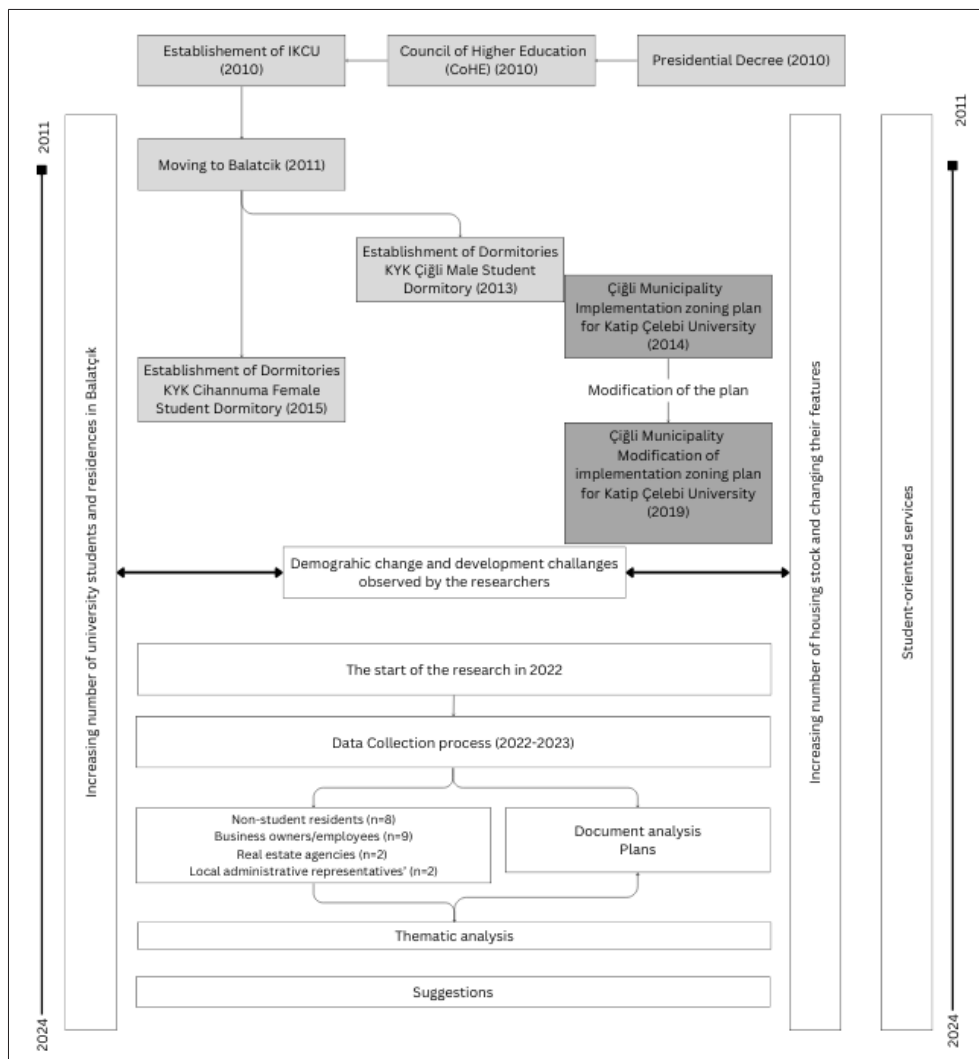 Establishement of IKCU
(2010)
Council of Higher Education
(CoHE) (2010)
Presidential Decree (2010)
2011
2011
Moving to Balatcik (2011)
Establishment of Dormitories
KYK Çiğli Male Student
Dormitory (2013)
Çiğli Municipality
Implementation zoning plan
for Katip Çelebi University
(2014)
Establishment of Dormitories
KYK Cihannuma Female
Student Dormitory (2015)
Modification of the plan
Çiğli Municipality
Modification of
implementation zoning plan
for Katip Çelebi University
(2019)
Increasing number of university students and residences in Balatçık
Increasing number of housing stock and changing their features
Student-oriented services
Demograhic change and development challanges
observed by the researchers
The start of the research in 2022
Data Collection process (2022-2023)
Non-student residents (n=8)
Business owners/employees (n=9)
Real estate agencies (n=2)
Local administrative representatives' (n=2)
Document analysis
Plans
Thematic analysis
Suggestions
2024
2024